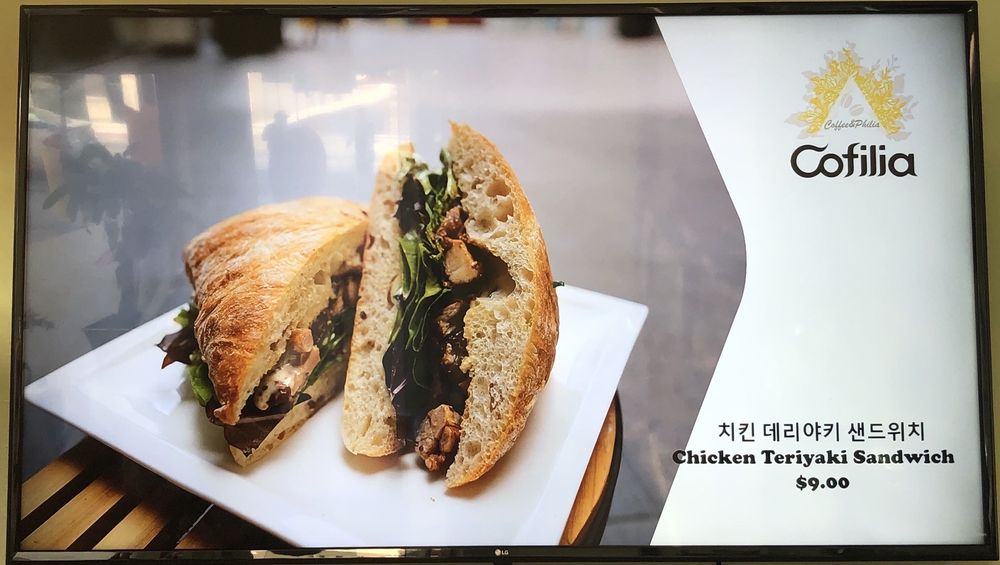 Coffee&Philia
Cofilia
치킨 데리야키 샌드위치
Chicken Teriyaki Sandwich
$9.00
LG